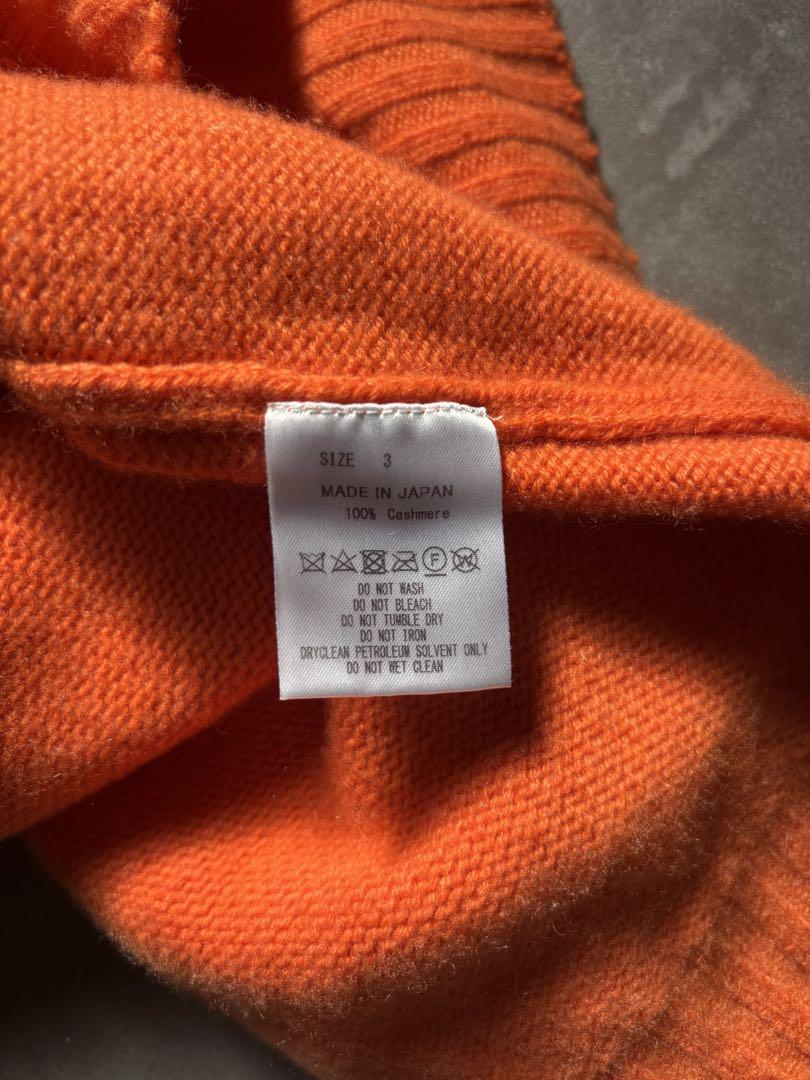 SIZE 3
MADE IN JAPAN
100% Cashmere
F W
DO NOT WASH
DO NOT BLEACH
DO NOT TUMBLE DRY
DO NOT IRON
DRYCLEAN PETROLEUM SOLVENT ONLY
DO NOT WET CLEAN